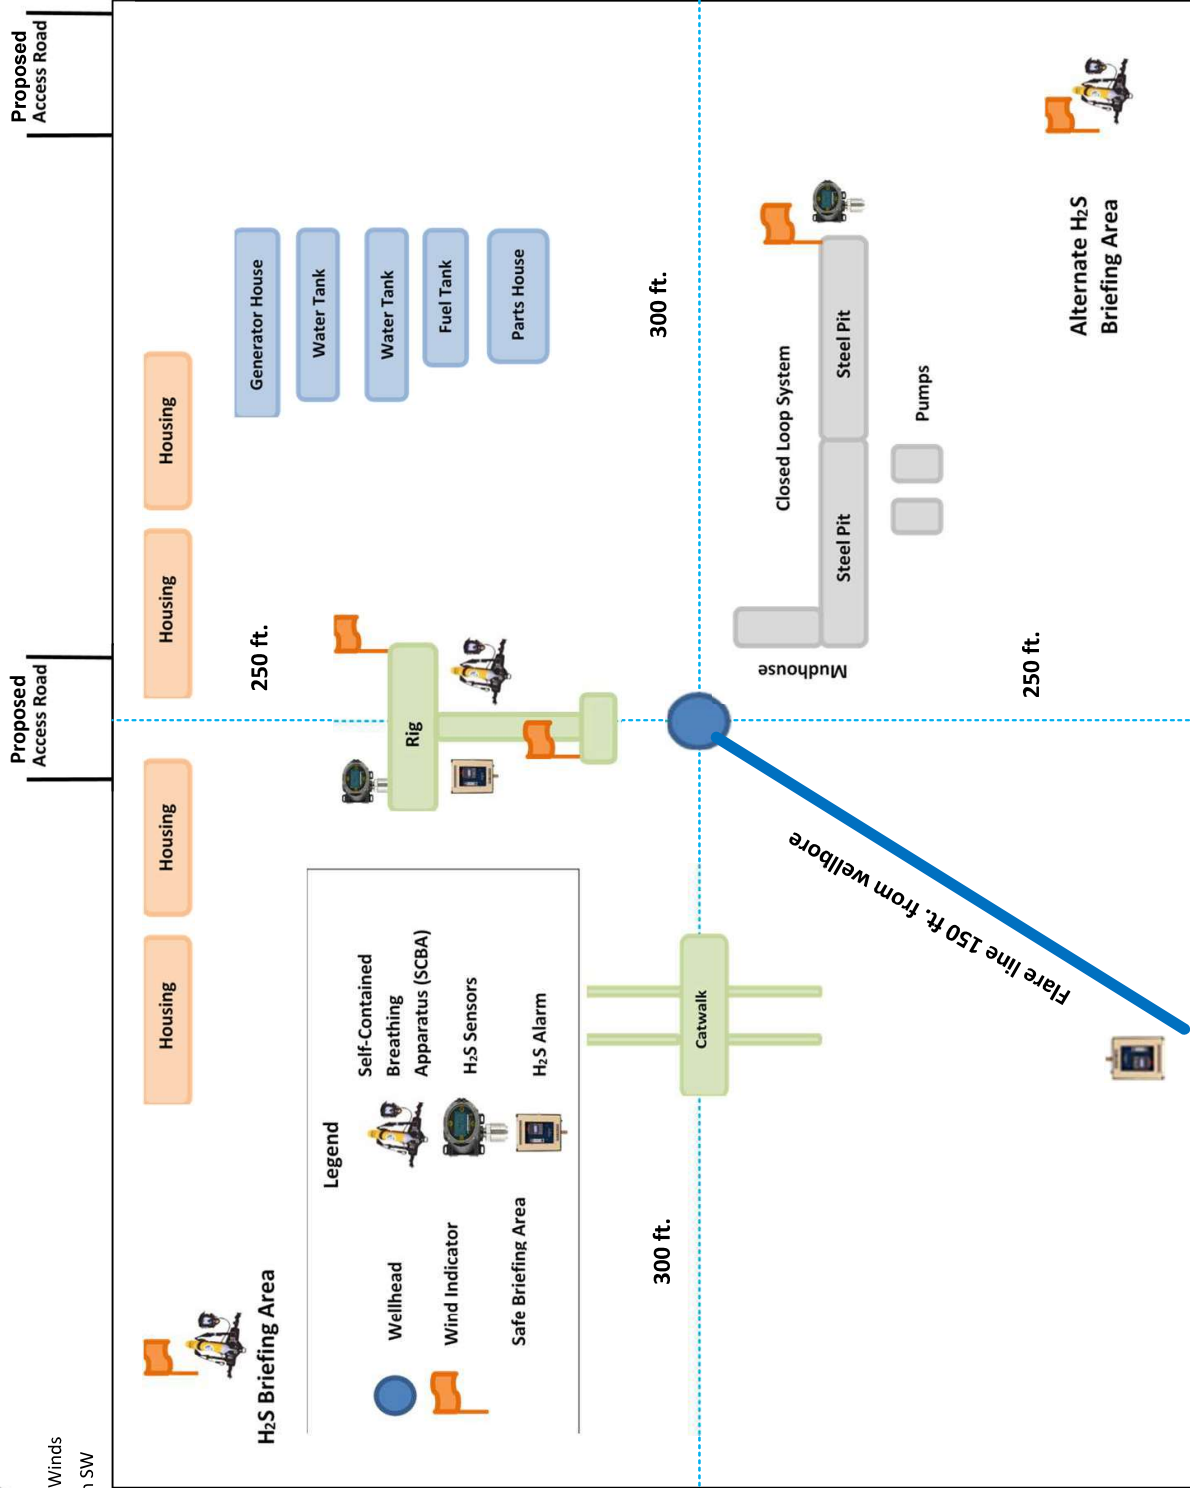 Proposed
Access Road
Proposed
Access Road
Winds
SW
Housing
Housing
Housing
Housing
Generator House
Water Tank
Water Tank
Fuel Tank
Parts House
250 ft.
300 ft.
Rig
H2S Briefing Area
Legend
Wellhead
Wind Indicator
Safe Briefing Area
Self-Contained
Breathing
Apparatus (SCBA)
H2S Sensors
H2S Alarm
Catwalk
300 ft.
Closed Loop System
Steel Pit
Steel Pit
Pumps
Mudhouse
250 ft.
Alternate H2S
Briefing Area
Flare line 150 ft. from wellbore